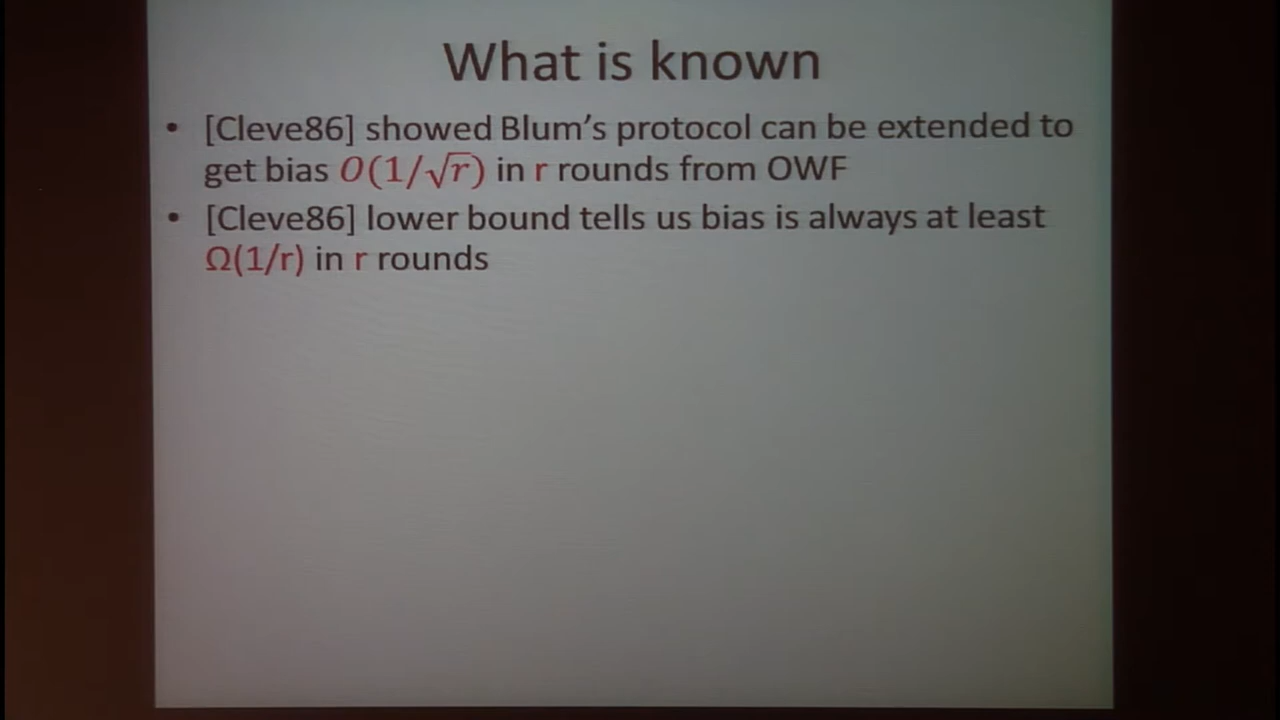 What is known
• [Cleve86] showed Blum's protocol can be extended to
get bias O(1/√r) in r rounds from OWF
• [Cleve86] lower bound tells us bias is always at least
Ω(1/r) in r rounds